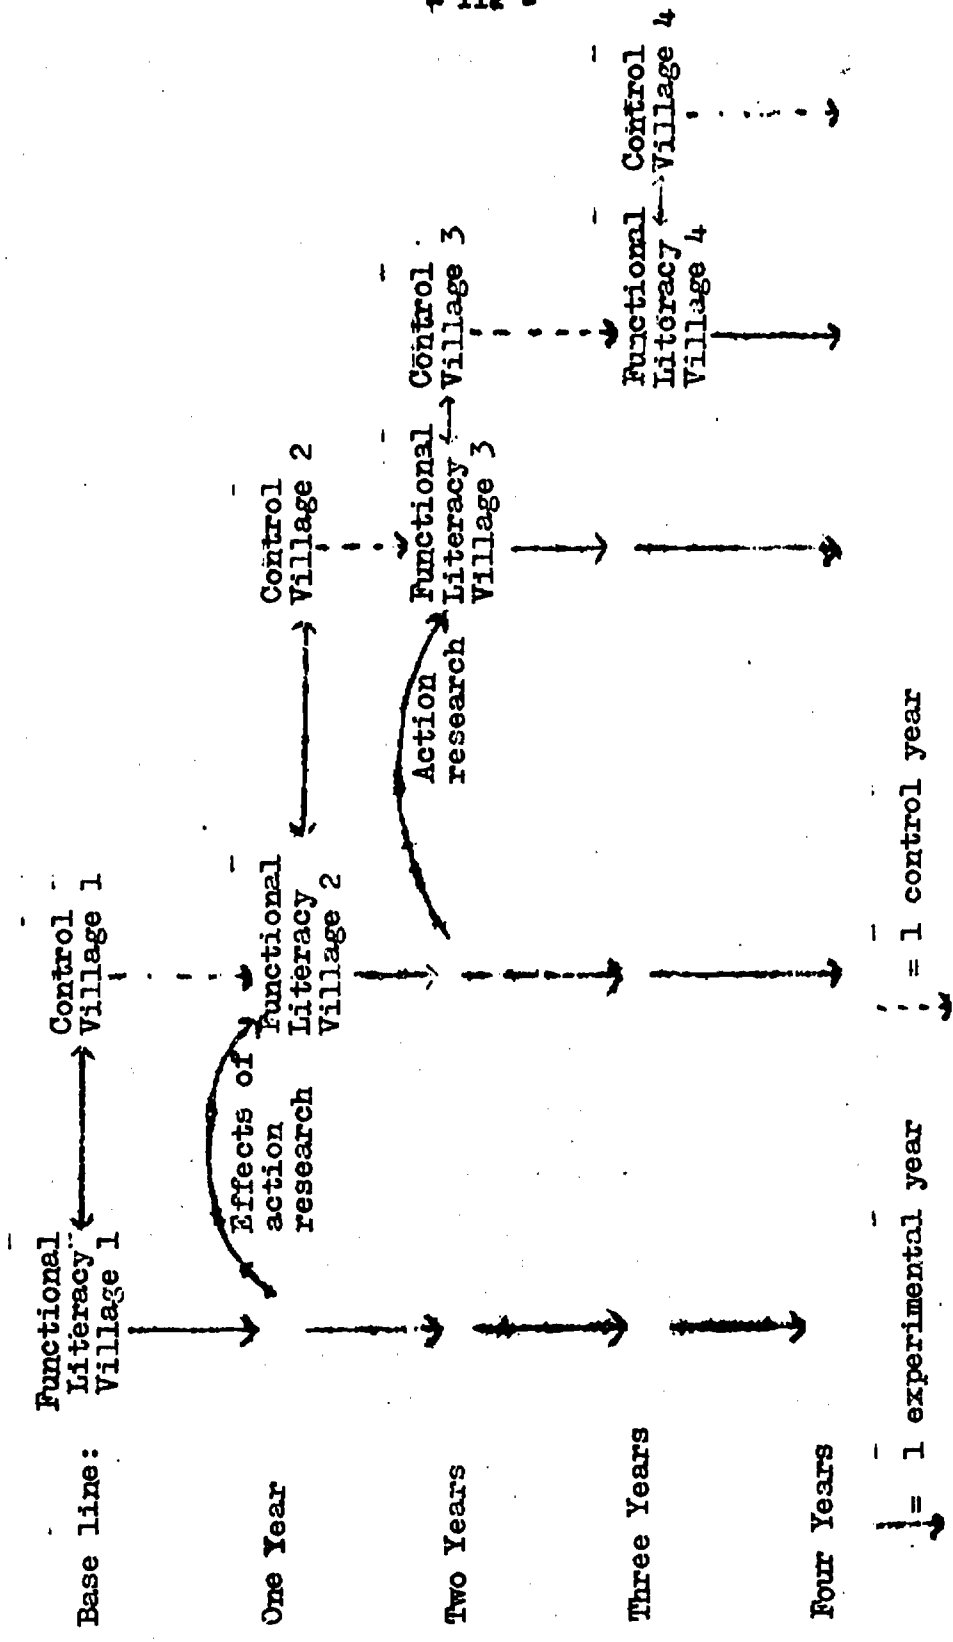 Base line:
Functional
Literacy
Village 1
Control
Village 1
One Year
Effects of
action
research
Functional
Literacy
Village 2
Control
Village 2
Two Years
Action
research
Functional
Literacy
Village 3
Control
Village 3
Three Years
Functional
Literacy
Village 4
Control
Village 4
Four Years
= 1 experimental year
= 1 control year